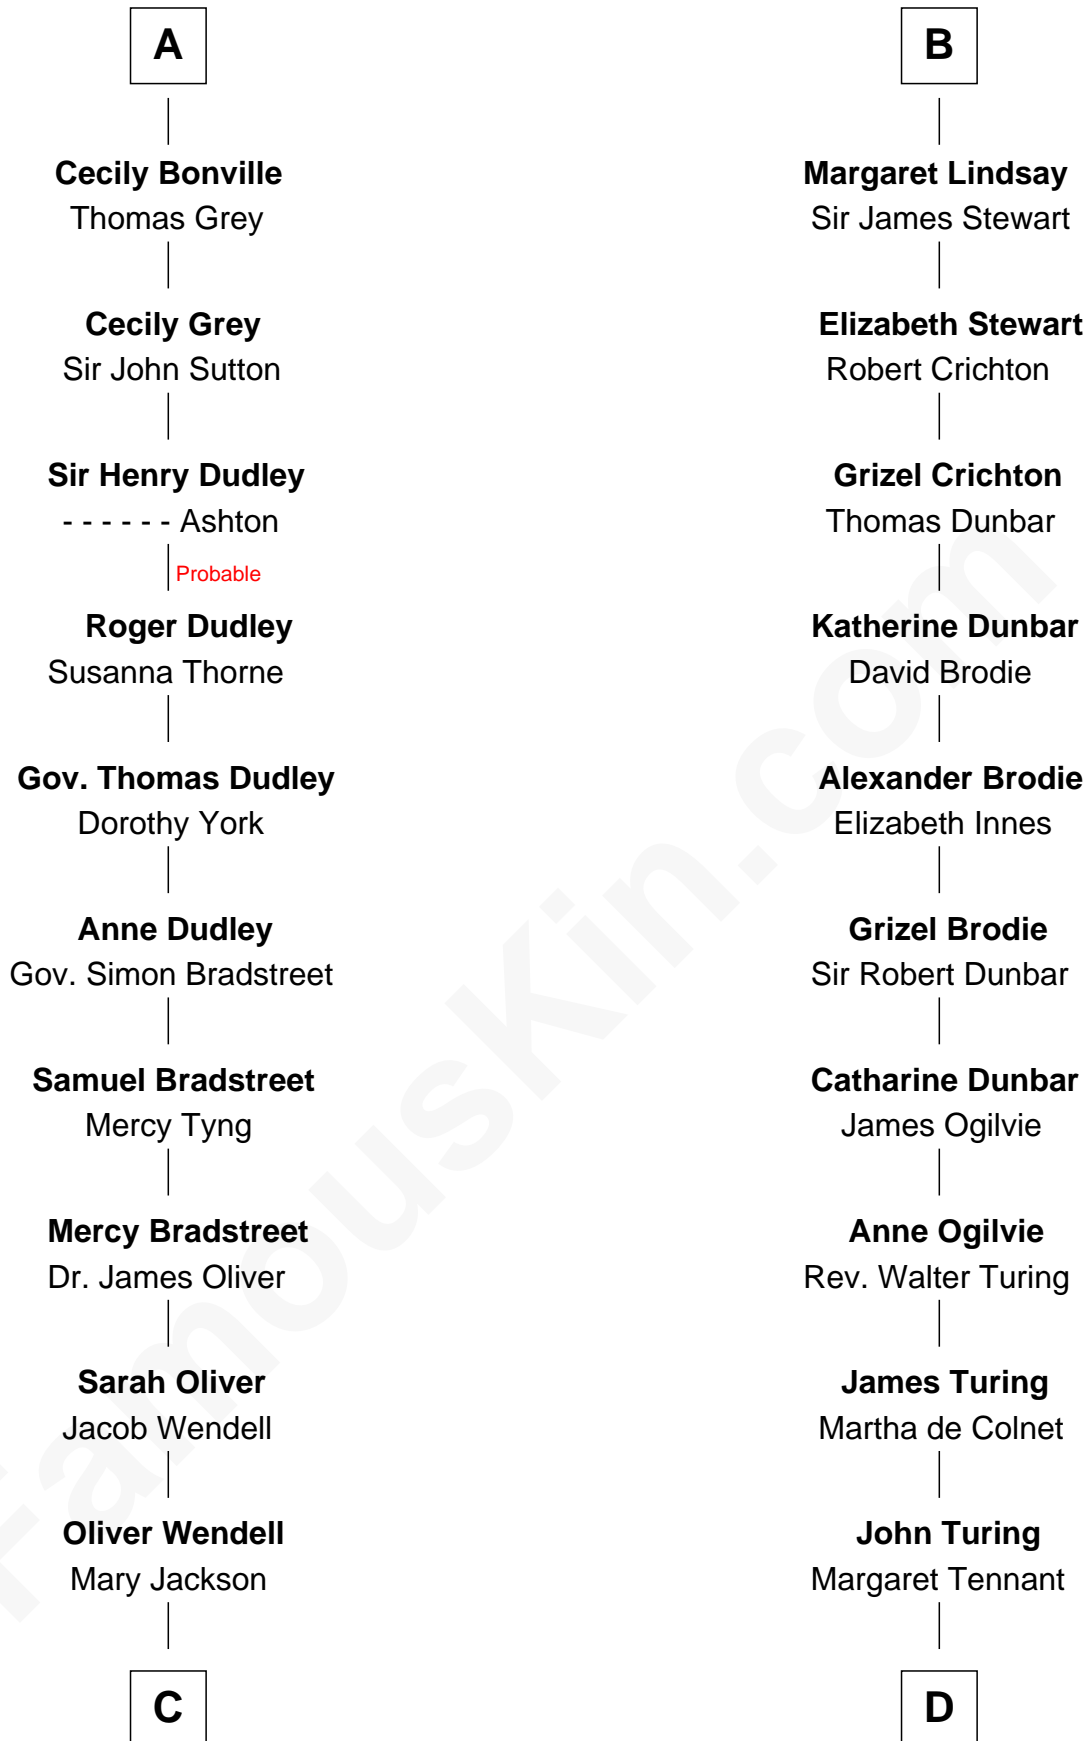 A
Cecily Bonville
Thomas Grey
Cecily Grey
Sir John Sutton
Sir Henry Dudley
- - - - - - Ashton
Probable
Roger Dudley
Susanna Thorne
Gov. Thomas Dudley
Dorothy York
Anne Dudley
Gov. Simon Bradstreet
Samuel Bradstreet
Mercy Tyng
Mercy Bradstreet
Dr. James Oliver
Sarah Oliver
Jacob Wendell
Oliver Wendell
Mary Jackson
C
B
Margaret Lindsay
Sir James Stewart
Elizabeth Stewart
Robert Crichton
Grizel Crichton
Thomas Dunbar
Katherine Dunbar
David Brodie
Alexander Brodie
Elizabeth Innes
Grizel Brodie
Sir Robert Dunbar
Catharine Dunbar
James Ogilvie
Anne Ogilvie
Rev. Walter Turing
James Turing
Martha de Colnet
John Turing
Margaret Tennant
D
FamousKin.com